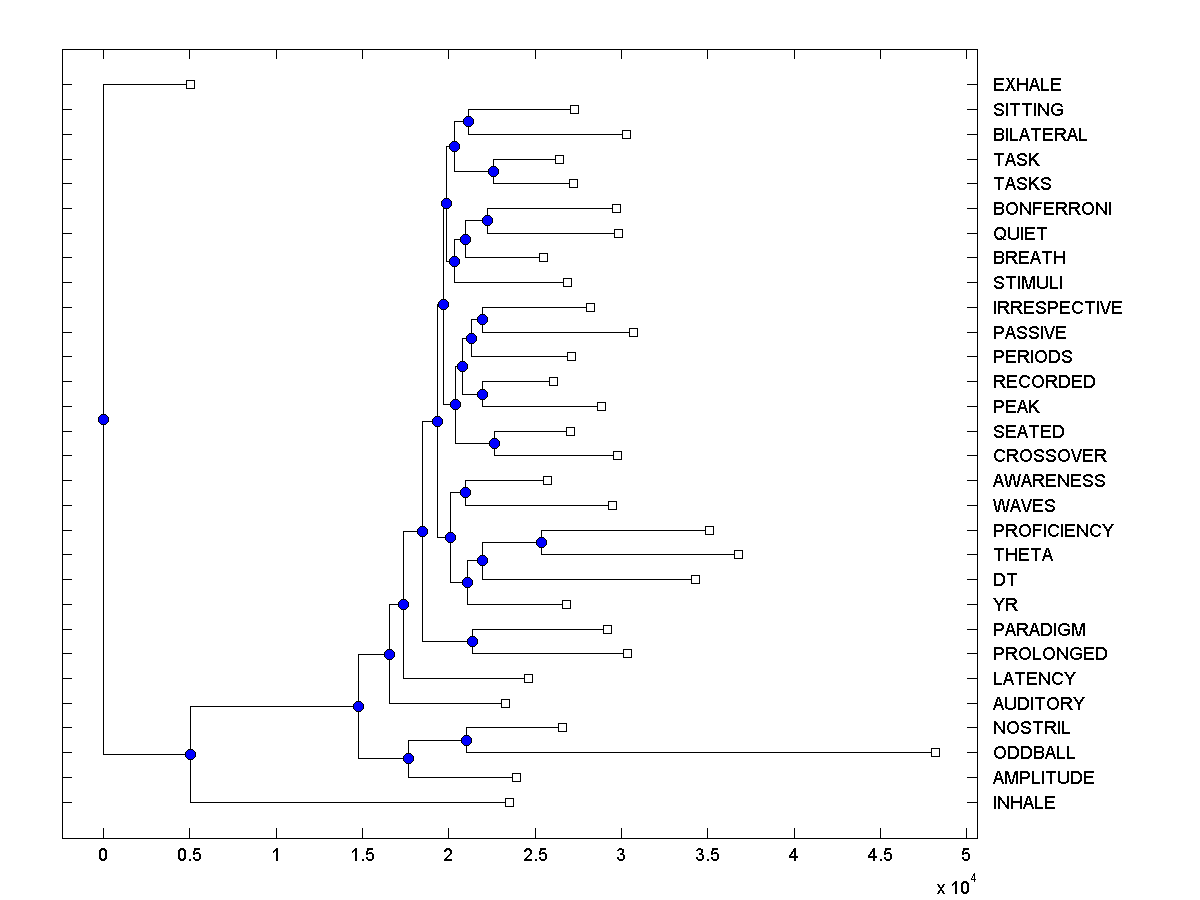 EXHALE
SITTING
BILATERAL
TASK
TASKS
BONFERRONI
QUIET
BREATH
STIMULI
IRRESPECTIVE
PASSIVE
PERIODS
RECORDED
PEAK
SEATED
CROSSOVER
AWARENESS
WAVES
PROFICIENCY
THETA
DT
YR
PARADIGM
PROLONGED
LATENCY
AUDITORY
NOSTRIL
ODDBALL
AMPLITUDE
INHALE
0 0.5 1 1.5 2 2.5 3 3.5 4 4.5 5
x 10^4